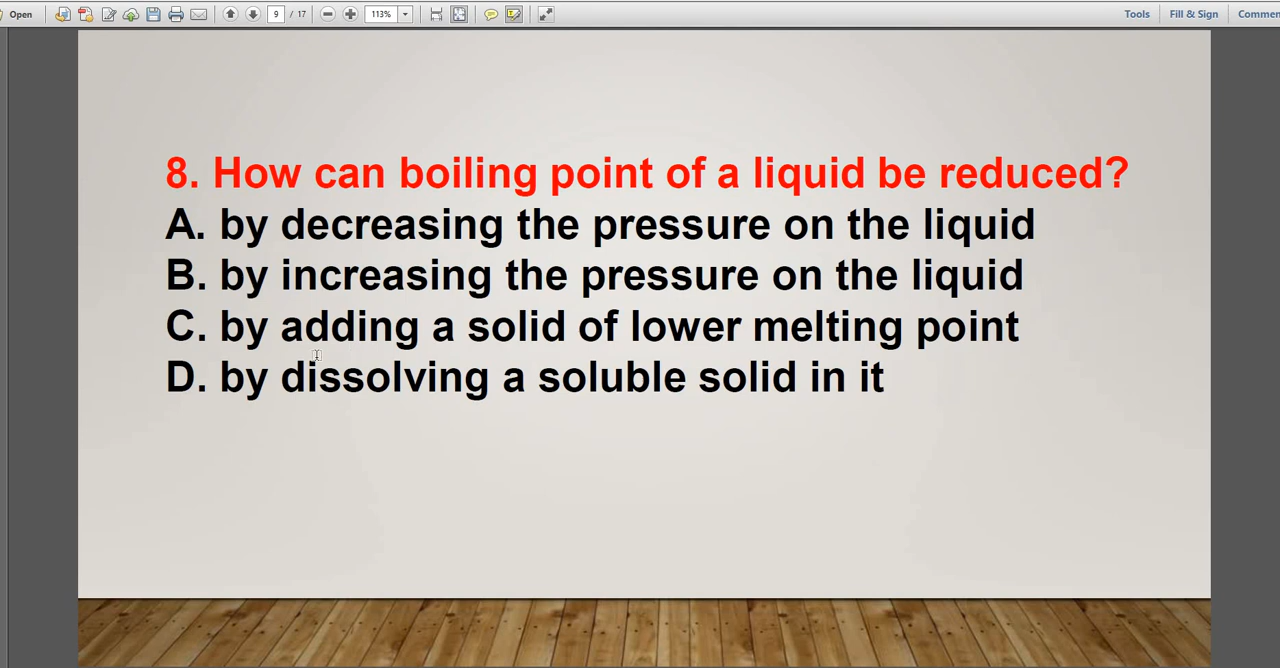 Open 9 / 17 113% Tools Fill & Sign Commen
8. How can boiling point of a liquid be reduced?
A. by decreasing the pressure on the liquid
B. by increasing the pressure on the liquid
C. by adding a solid of lower melting point
D. by dissolving a soluble solid in it